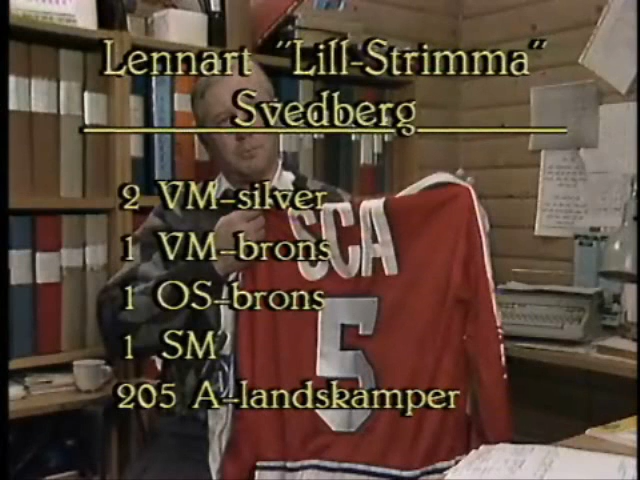 Lennart "Lill-Strimma"
Svedberg
2 VM-silver
1 VM-brons
1 OS-brons
1 SM
205 A-landskamper
SCA
5